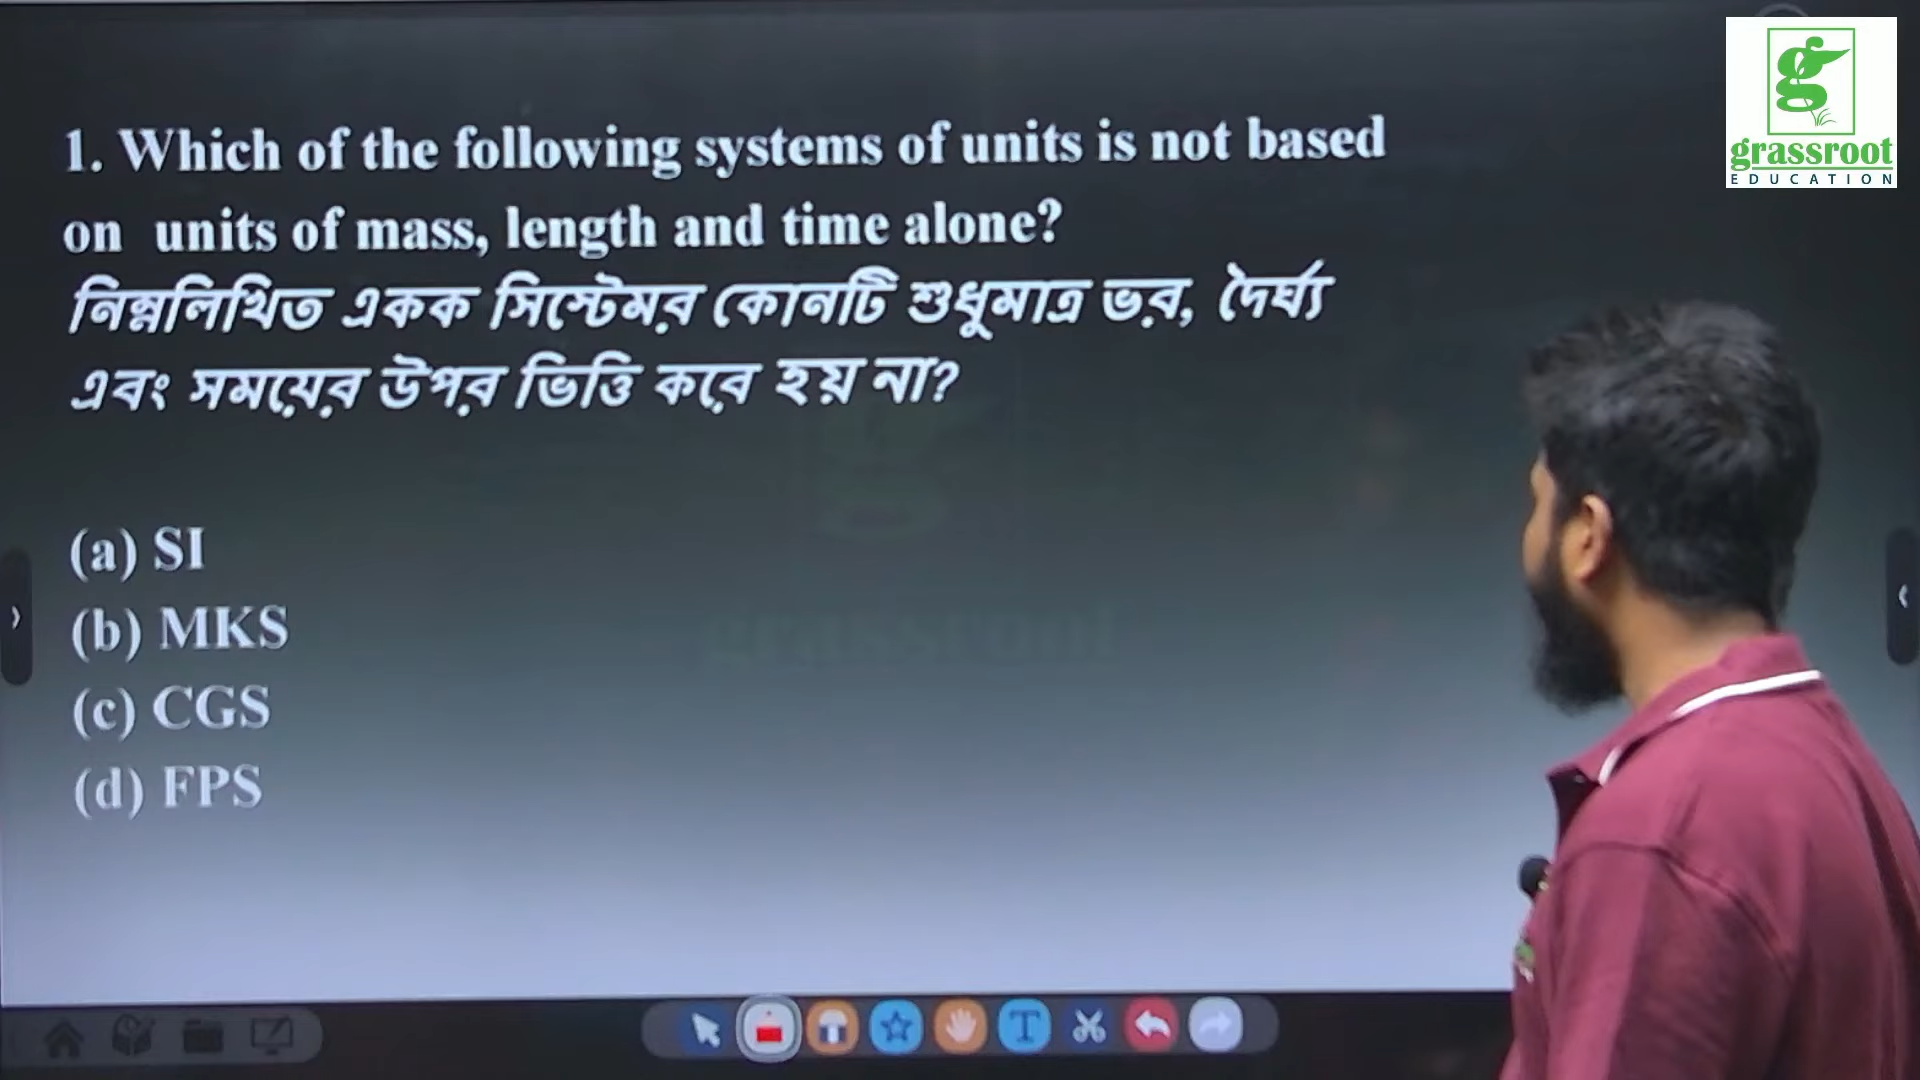 1. Which of the following systems of units is not based
on units of mass, length and time alone?
নিম্নলিখিত একক সিস্টেমের কোনটি শুধুমাত্র ভর, দৈর্ঘ্য
এবং সময়ের উপর ভিত্তি করে হয় না?
(a) SI
(b) MKS
(c) CGS
(d) FPS
grassroot
EDUCATION
grassroot